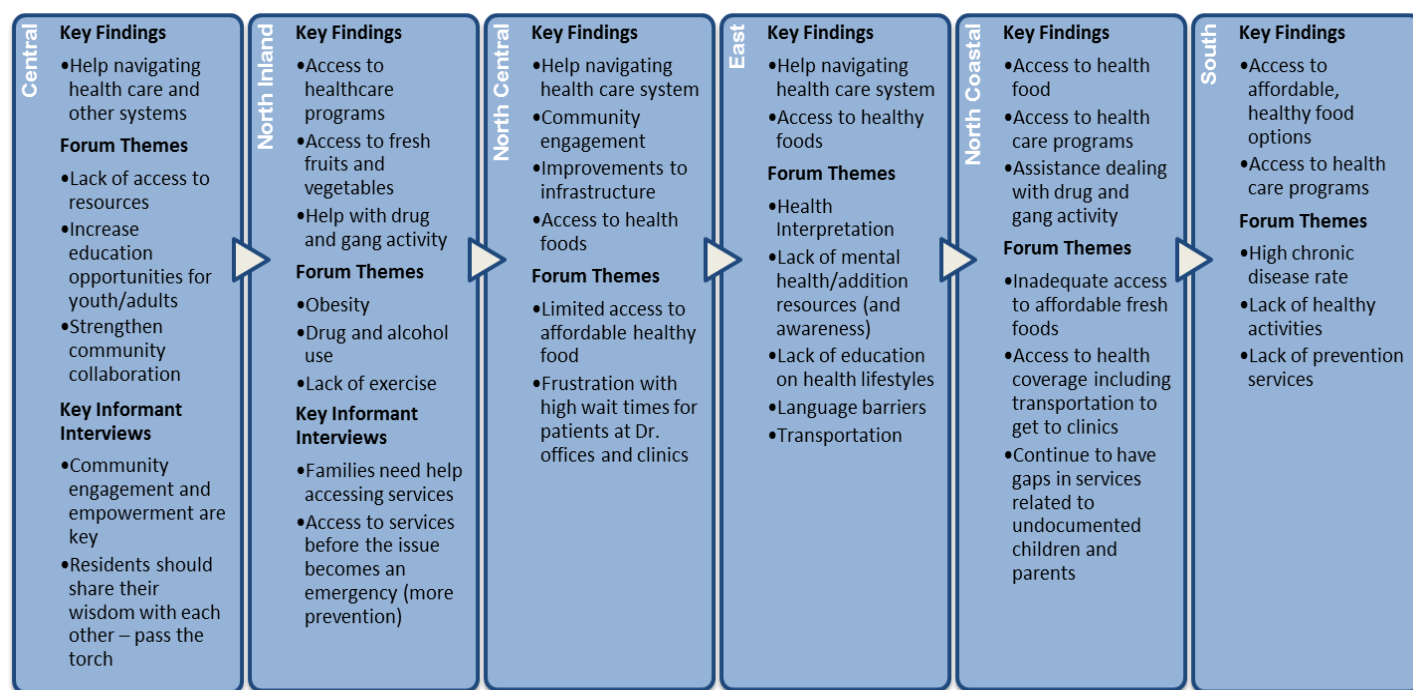 Central
Key Findings
•Help navigating
health care and
other systems
Forum Themes
•Lack of access to
resources
•Increase
education
opportunities for
youth/adults
•Strengthen
community
collaboration
Key Informant
Interviews
•Community
engagement and
empowerment are
key
•Residents should
share their
wisdom with each
other – pass the
torch
North Inland
Key Findings
•Access to
healthcare
programs
•Access to fresh
fruits and
vegetables
•Help with drug
and gang activity
Forum Themes
•Obesity
•Drug and alcohol
use
•Lack of exercise
Key Informant
Interviews
•Families need help
accessing services
•Access to services
before the issue
becomes an
emergency (more
prevention)
North Central
Key Findings
•Help navigating
health care system
•Community
engagement
•Improvements to
infrastructure
•Access to health
foods
Forum Themes
•Limited access to
affordable healthy
food
•Frustration with
high wait times for
patients at Dr.
offices and clinics
East
Key Findings
•Help navigating
health care system
•Access to healthy
foods
Forum Themes
•Health
Interpretation
•Lack of mental
health/addition
resources (and
awareness)
•Lack of education
on health lifestyles
•Language barriers
•Transportation
North Coastal
Key Findings
•Access to health
food
•Access to health
care programs
•Assistance dealing
with drug and
gang activity
Forum Themes
•Inadequate access
to affordable fresh
foods
•Access to health
coverage including
transportation to
get to clinics
•Continue to have
gaps in services
related to
undocumented
children and
parents
South
Key Findings
•Access to
affordable,
healthy food
options
•Access to health
care programs
Forum Themes
•High chronic
disease rate
•Lack of healthy
activities
•Lack of prevention
services